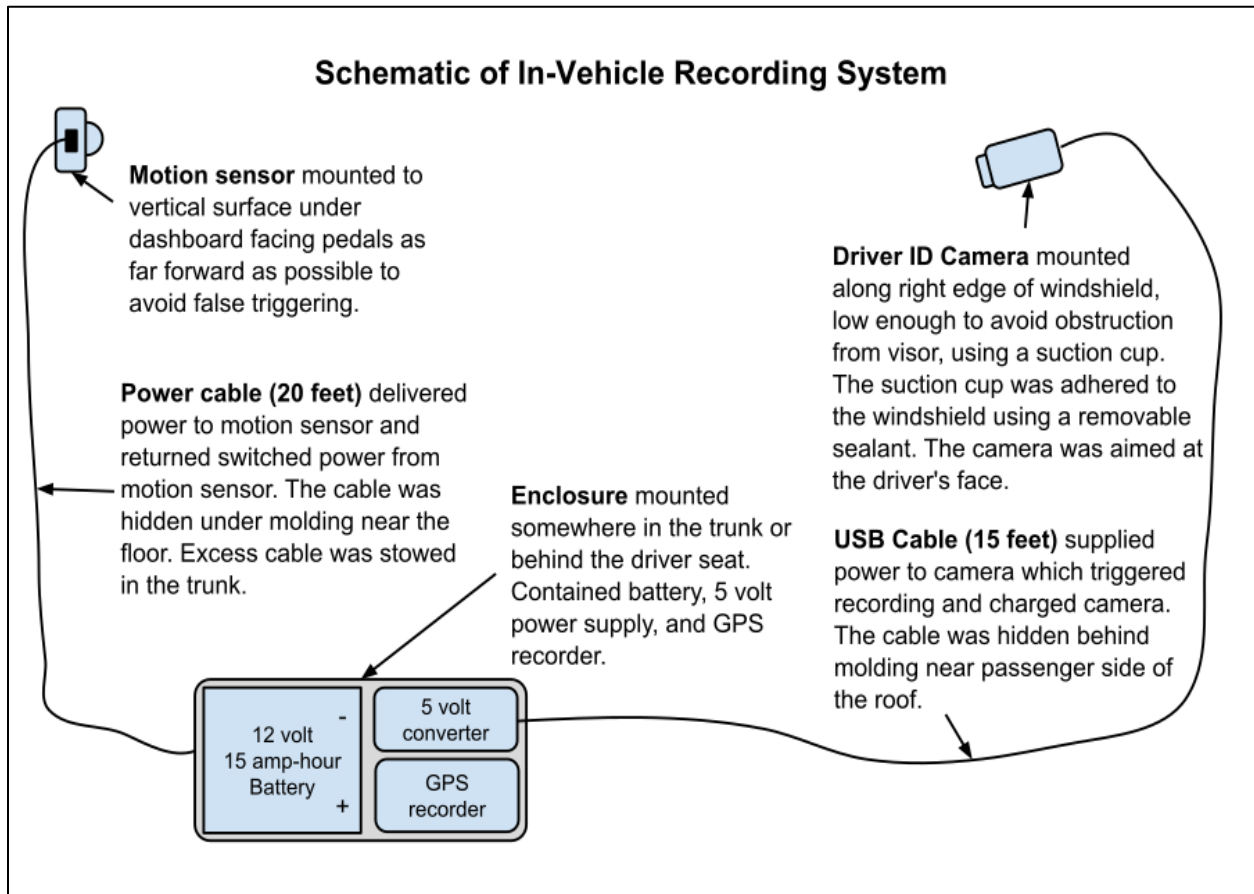 Schematic of In-Vehicle Recording System
Motion sensor mounted to
vertical surface under
dashboard facing pedals as
far forward as possible to
avoid false triggering.
Driver ID Camera mounted
along right edge of windshield,
low enough to avoid obstruction
from visor, using a suction cup.
The suction cup was adhered to
the windshield using a removable
sealant. The camera was aimed at
the driver's face.
Power cable (20 feet) delivered
power to motion sensor and
returned switched power from
motion sensor. The cable was
hidden under molding near the
floor. Excess cable was stowed
in the trunk.
Enclosure mounted
somewhere in the trunk or
behind the driver seat.
Contained battery, 5 volt
power supply, and GPS
recorder.
USB Cable (15 feet) supplied
power to camera which triggered
recording and charged camera.
The cable was hidden behind
molding near passenger side of
the roof.
-
12 volt
15 amp-hour
Battery
+
5 volt
converter
GPS
recorder